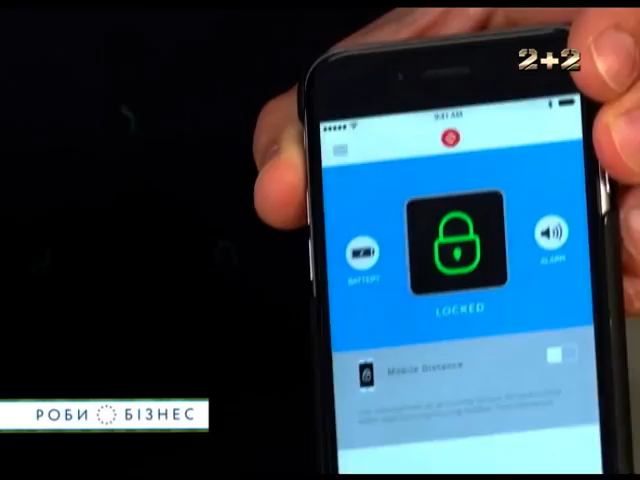 2+2
9:41 AM
BATTERY
ALARM
LOCKED
Mobile Distance
РОБИ БІЗНЕС